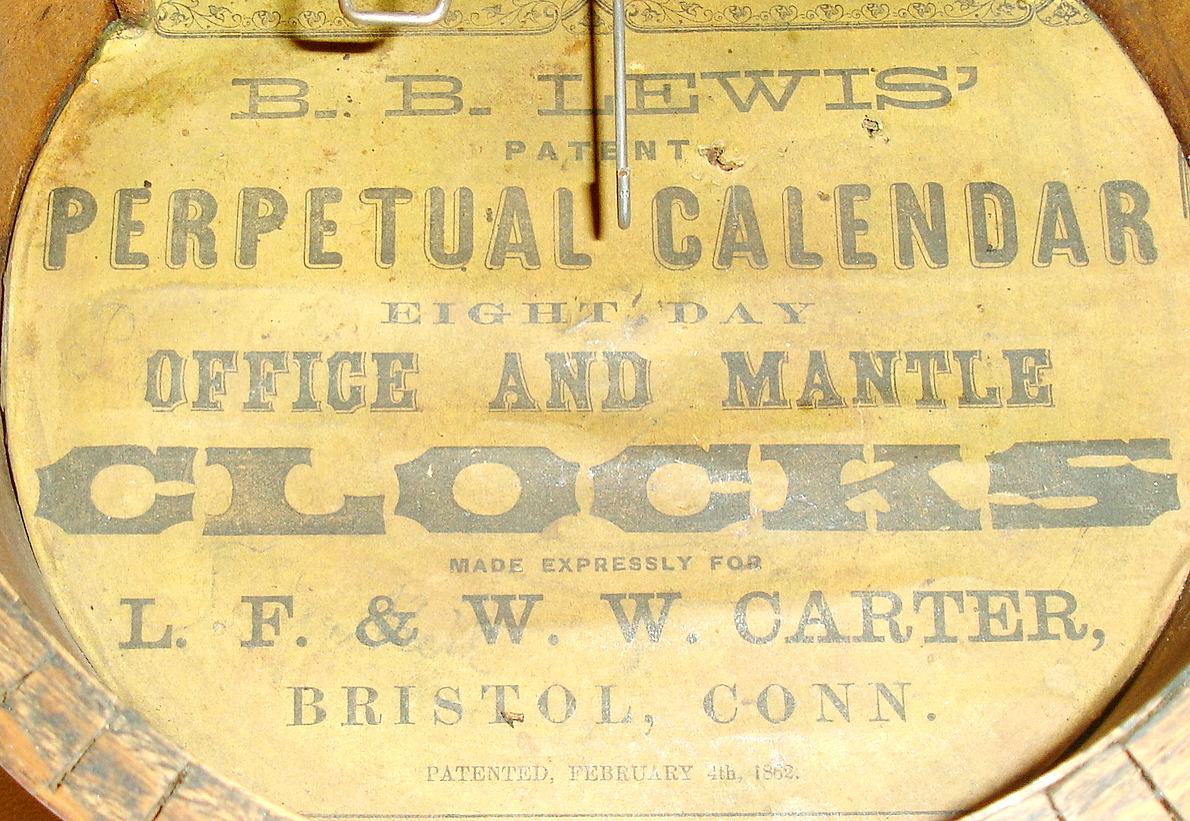 B. B. LEWIS'
PATENT
PERPETUAL CALENDAR
EIGHT DAY
OFFICE AND MANTLE
CLOCKS
MADE EXPRESSLY FOR
L. F. & W. W. CARTER,
BRISTOL, CONN.
PATENTED, FEBRUARY 4th, 1862.